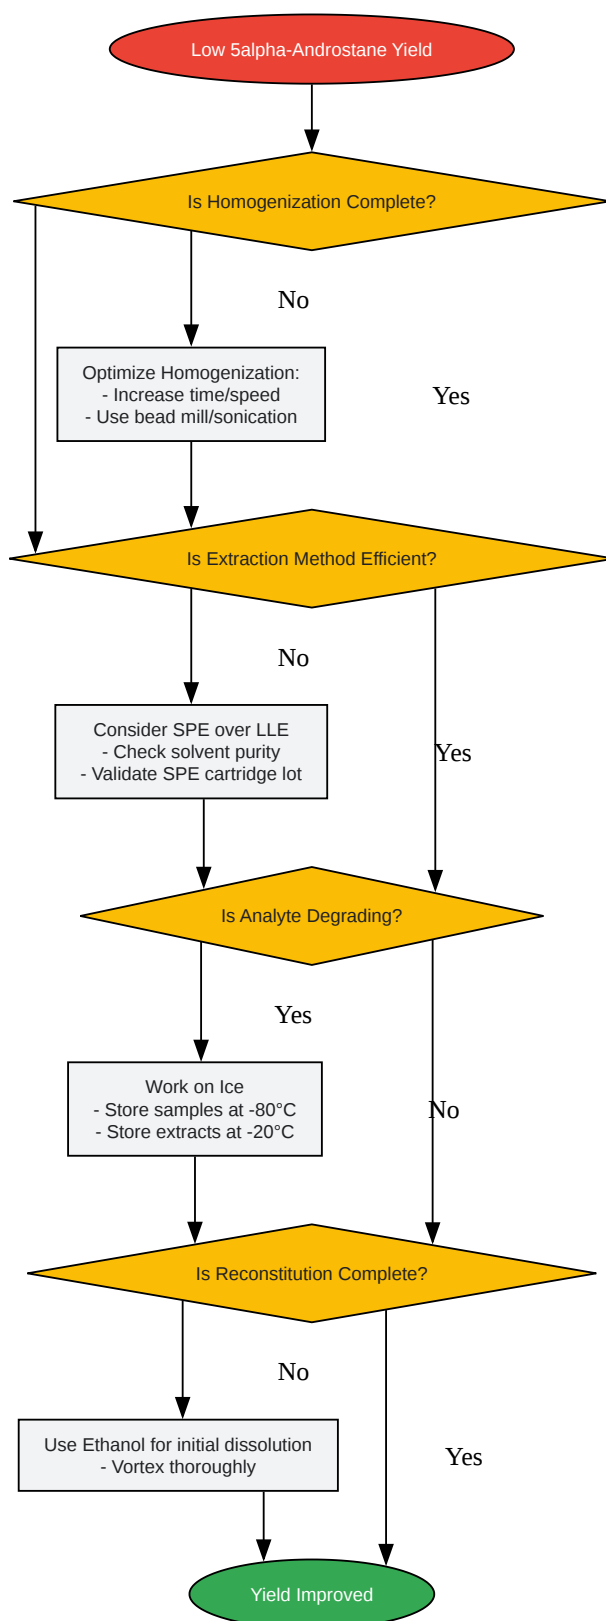 Low 5alpha-Androstane Yield
Is Homogenization Complete?
No
Optimize Homogenization:
- Increase time/speed
- Use bead mill/sonication
Yes
Is Extraction Method Efficient?
No
Consider SPE over LLE
- Check solvent purity
- Validate SPE cartridge lot
Yes
Is Analyte Degrading?
Yes
Work on Ice
- Store samples at -80°C
- Store extracts at -20°C
No
Is Reconstitution Complete?
No
Use Ethanol for initial dissolution
- Vortex thoroughly
Yes
Yield Improved